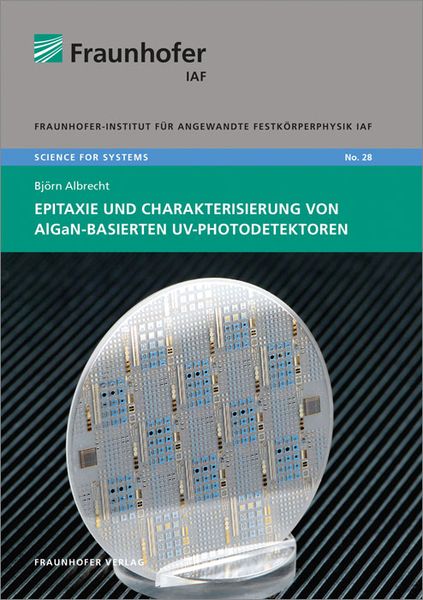 Fraunhofer
IAF
FRAUNHOFER-INSTITUT FÜR ANGEWANDTE FESTKÖRPERPHYSIK IAF
SCIENCE FOR SYSTEMS No. 28
Björn Albrecht
EPITAXIE UND CHARAKTERISIERUNG VON
AlGaN-BASIERTEN UV-PHOTODETEKTOREN
FRAUNHOFER VERLAG